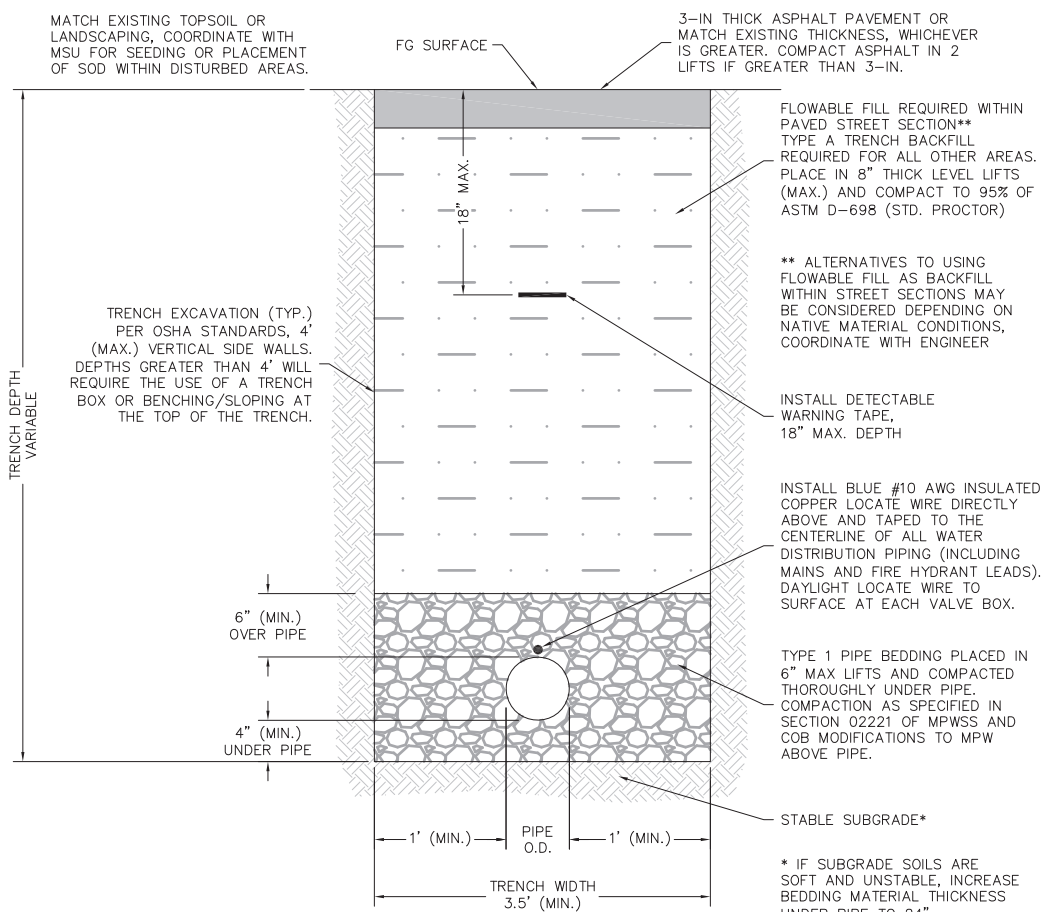 MATCH EXISTING TOPSOIL OR
LANDSCAPING, COORDINATE WITH
MSU FOR SEEDING OR PLACEMENT
OF SOD WITHIN DISTURBED AREAS.
FG SURFACE
3-IN THICK ASPHALT PAVEMENT OR
MATCH EXISTING THICKNESS, WHICHEVER
IS GREATER. COMPACT ASPHALT IN 2
LIFTS IF GREATER THAN 3-IN.
FLOWABLE FILL REQUIRED WITHIN
PAVED STREET SECTION**
TYPE A TRENCH BACKFILL
REQUIRED FOR ALL OTHER AREAS.
PLACE IN 8" THICK LEVEL LIFTS
(MAX.) AND COMPACT TO 95% OF
ASTM D-698 (STD. PROCTOR)
18" MAX.
** ALTERNATIVES TO USING
FLOWABLE FILL AS BACKFILL
WITHIN STREET SECTIONS MAY
BE CONSIDERED DEPENDING ON
NATIVE MATERIAL CONDITIONS,
COORDINATE WITH ENGINEER
TRENCH EXCAVATION (TYP.)
PER OSHA STANDARDS, 4'
(MAX.) VERTICAL SIDE WALLS.
DEPTHS GREATER THAN 4' WILL
REQUIRE THE USE OF A TRENCH
BOX OR BENCHING/SLOPING AT
THE TOP OF THE TRENCH.
TRENCH DEPTH
VARIABLE
INSTALL DETECTABLE
WARNING TAPE,
18" MAX. DEPTH
INSTALL BLUE #10 AWG INSULATED
COPPER LOCATE WIRE DIRECTLY
ABOVE AND TAPED TO THE
CENTERLINE OF ALL WATER
DISTRIBUTION PIPING (INCLUDING
MAINS AND FIRE HYDRANT LEADS).
DAYLIGHT LOCATE WIRE TO
SURFACE AT EACH VALVE BOX.
6" (MIN.)
OVER PIPE
4" (MIN.)
UNDER PIPE
TYPE 1 PIPE BEDDING PLACED IN
6" MAX LIFTS AND COMPACTED
THOROUGHLY UNDER PIPE.
COMPACTION AS SPECIFIED IN
SECTION 02221 OF MPWSS AND
COB MODIFICATIONS TO MPW
ABOVE PIPE.
STABLE SUBGRADE*
1' (MIN.)
PIPE
O.D.
1' (MIN.)
TRENCH WIDTH
3.5' (MIN.)
* IF SUBGRADE SOILS ARE
SOFT AND UNSTABLE, INCREASE
BEDDING MATERIAL THICKNESS
UNDER PIPE TO 24"